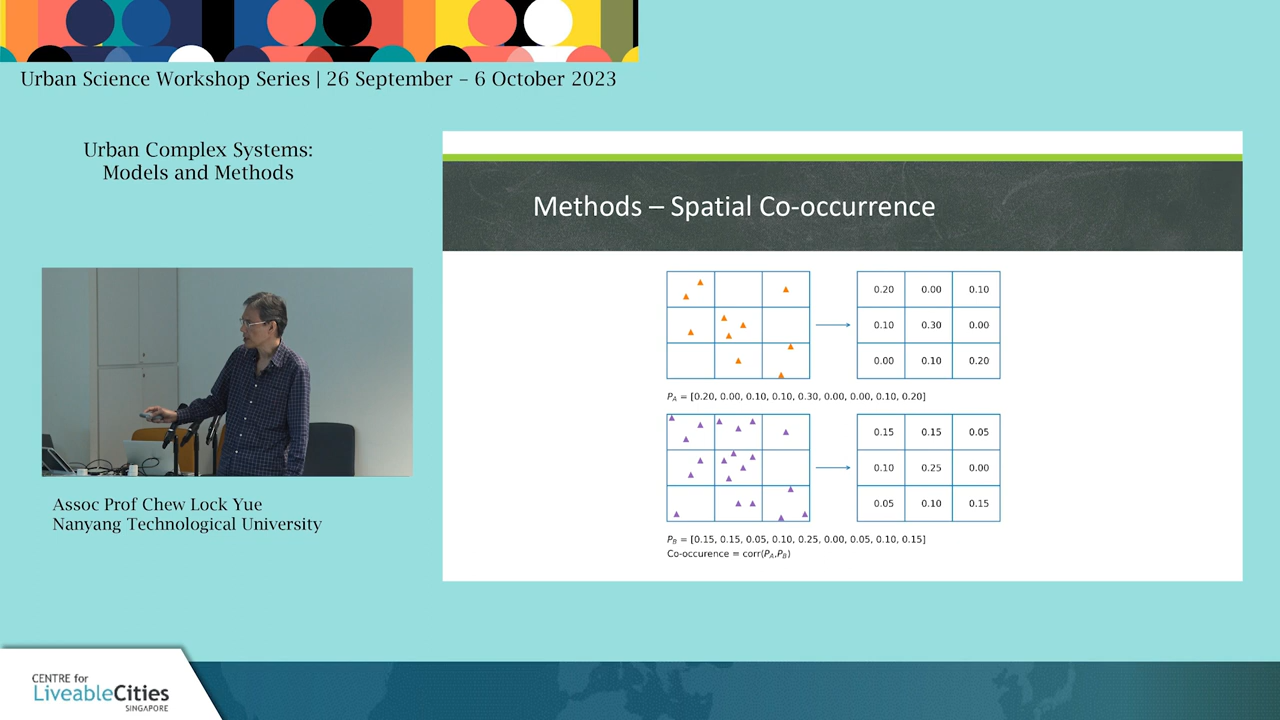 Urban Science Workshop Series | 26 September – 6 October 2023
Urban Complex Systems:
Models and Methods
Assoc Prof Chew Lock Yue
Nanyang Technological University
Methods – Spatial Co-occurrence
0.20 0.00 0.10
0.10 0.30 0.00
0.00 0.10 0.20
P_A = [0.20, 0.00, 0.10, 0.10, 0.30, 0.00, 0.00, 0.10, 0.20]
0.15 0.15 0.05
0.10 0.25 0.00
0.05 0.10 0.15
P_B = [0.15, 0.15, 0.05, 0.10, 0.25, 0.00, 0.05, 0.10, 0.15]
Co-occurence = corr(P_A,P_B)
CENTRE for
LiveableCities
SINGAPORE